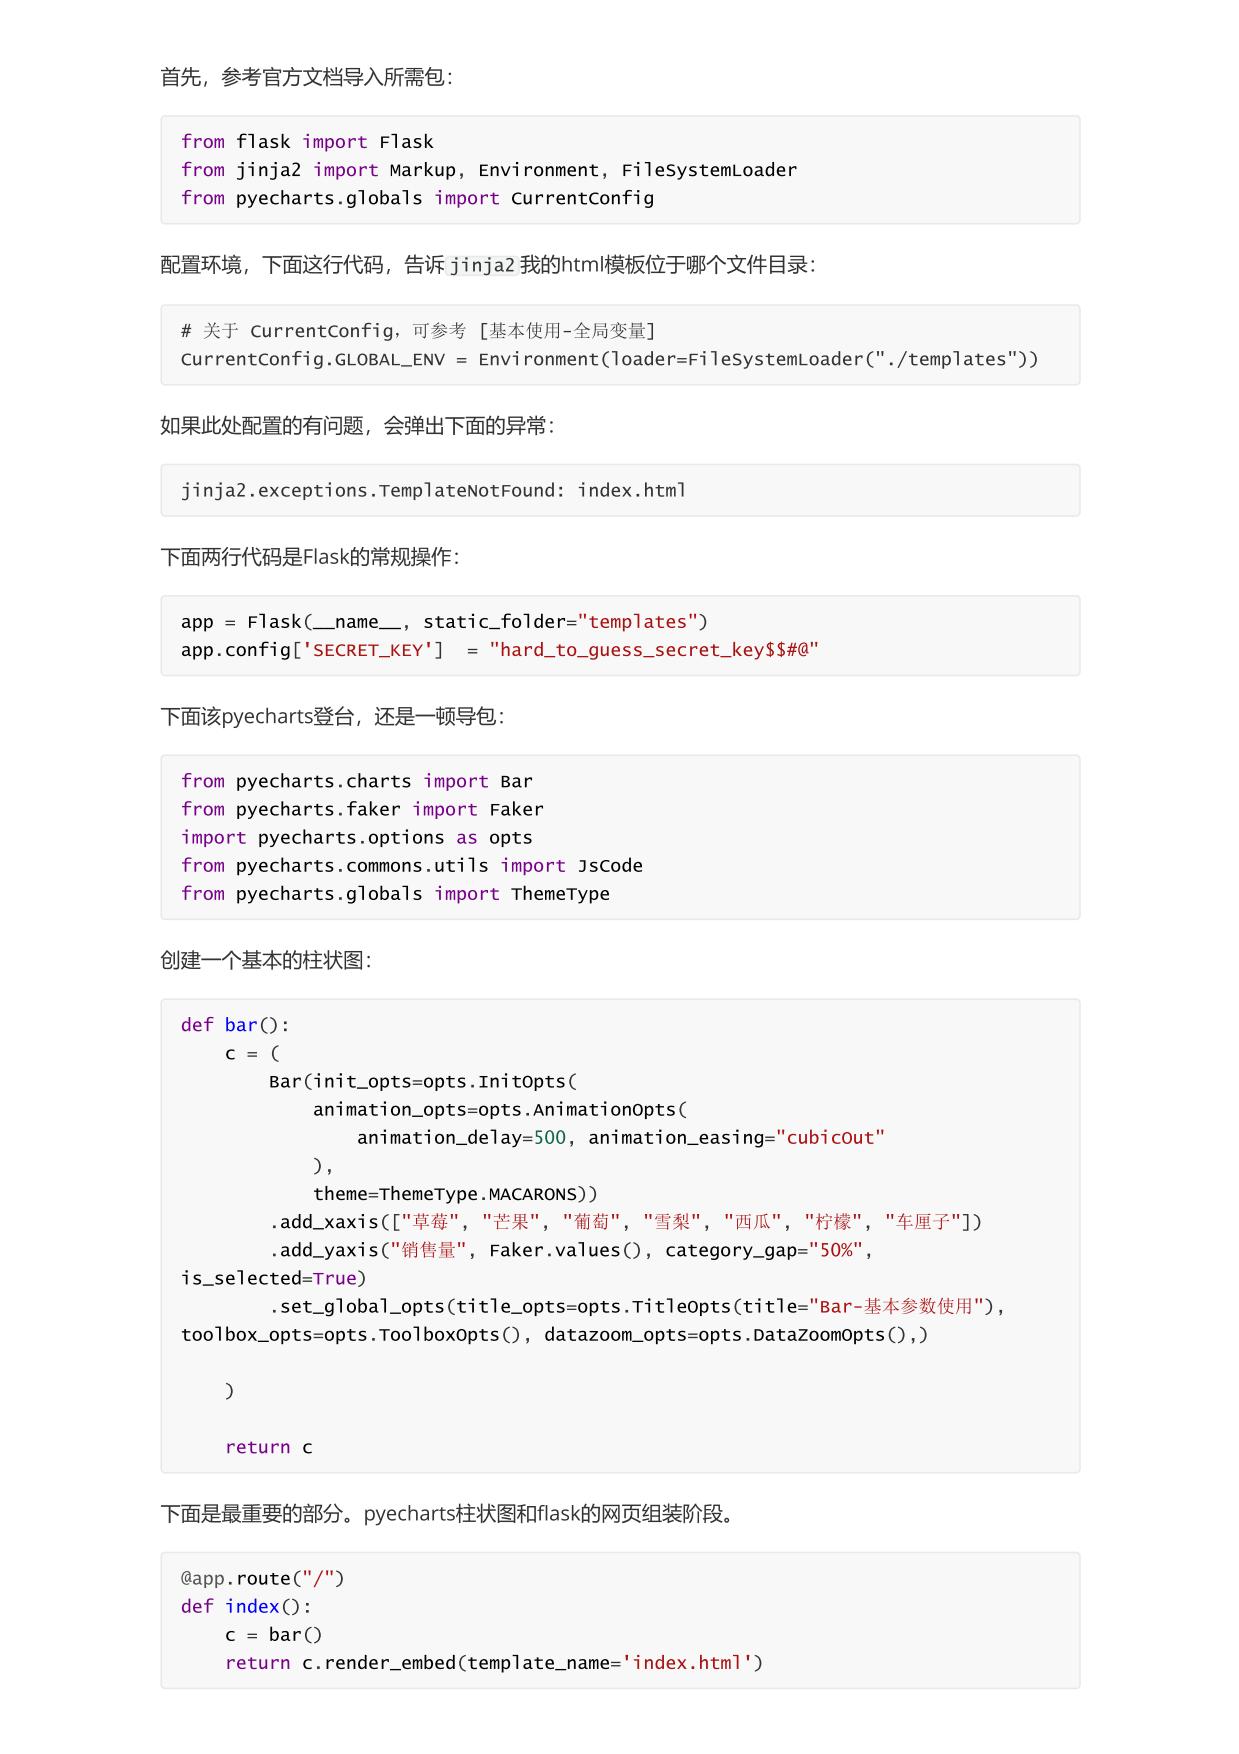 首先，参考官方文档导入所需包：
from flask import Flask
from jinja2 import Markup, Environment, FileSystemLoader
from pyecharts.globals import CurrentConfig
配置环境，下面这行代码，告诉jinja2我的html模板位于哪个文件目录：
# 关于 CurrentConfig，可参考 [基本使用-全局变量]
CurrentConfig.GLOBAL_ENV = Environment(loader=FileSystemLoader("./templates"))
如果此处配置的有问题，会弹出下面的异常：
jinja2.exceptions.TemplateNotFound: index.html
下面两行代码是Flask的常规操作：
app = Flask(__name__, static_folder="templates")
app.config['SECRET_KEY']  = "hard_to_guess_secret_key$$#@"
下面该pyecharts登台，还是一顿导包：
from pyecharts.charts import Bar
from pyecharts.faker import Faker
import pyecharts.options as opts
from pyecharts.commons.utils import JsCode
from pyecharts.globals import ThemeType
创建一个基本的柱状图：
def bar():
    c = (
        Bar(init_opts=opts.InitOpts(
            animation_opts=opts.AnimationOpts(
                animation_delay=500, animation_easing="cubicOut"
            ),
            theme=ThemeType.MACARONS))
        .add_xaxis(["草莓", "芒果", "葡萄", "雪梨", "西瓜", "柠檬", "车厘子"])
        .add_yaxis("销售量", Faker.values(), category_gap="50%",
is_selected=True)
        .set_global_opts(title_opts=opts.TitleOpts(title="Bar-基本参数使用"),
toolbox_opts=opts.ToolboxOpts(), datazoom_opts=opts.DataZoomOpts(),)
    )
    return c
下面是最重要的部分。pyecharts柱状图和flask的网页组装阶段。
@app.route("/")
def index():
    c = bar()
    return c.render_embed(template_name='index.html')